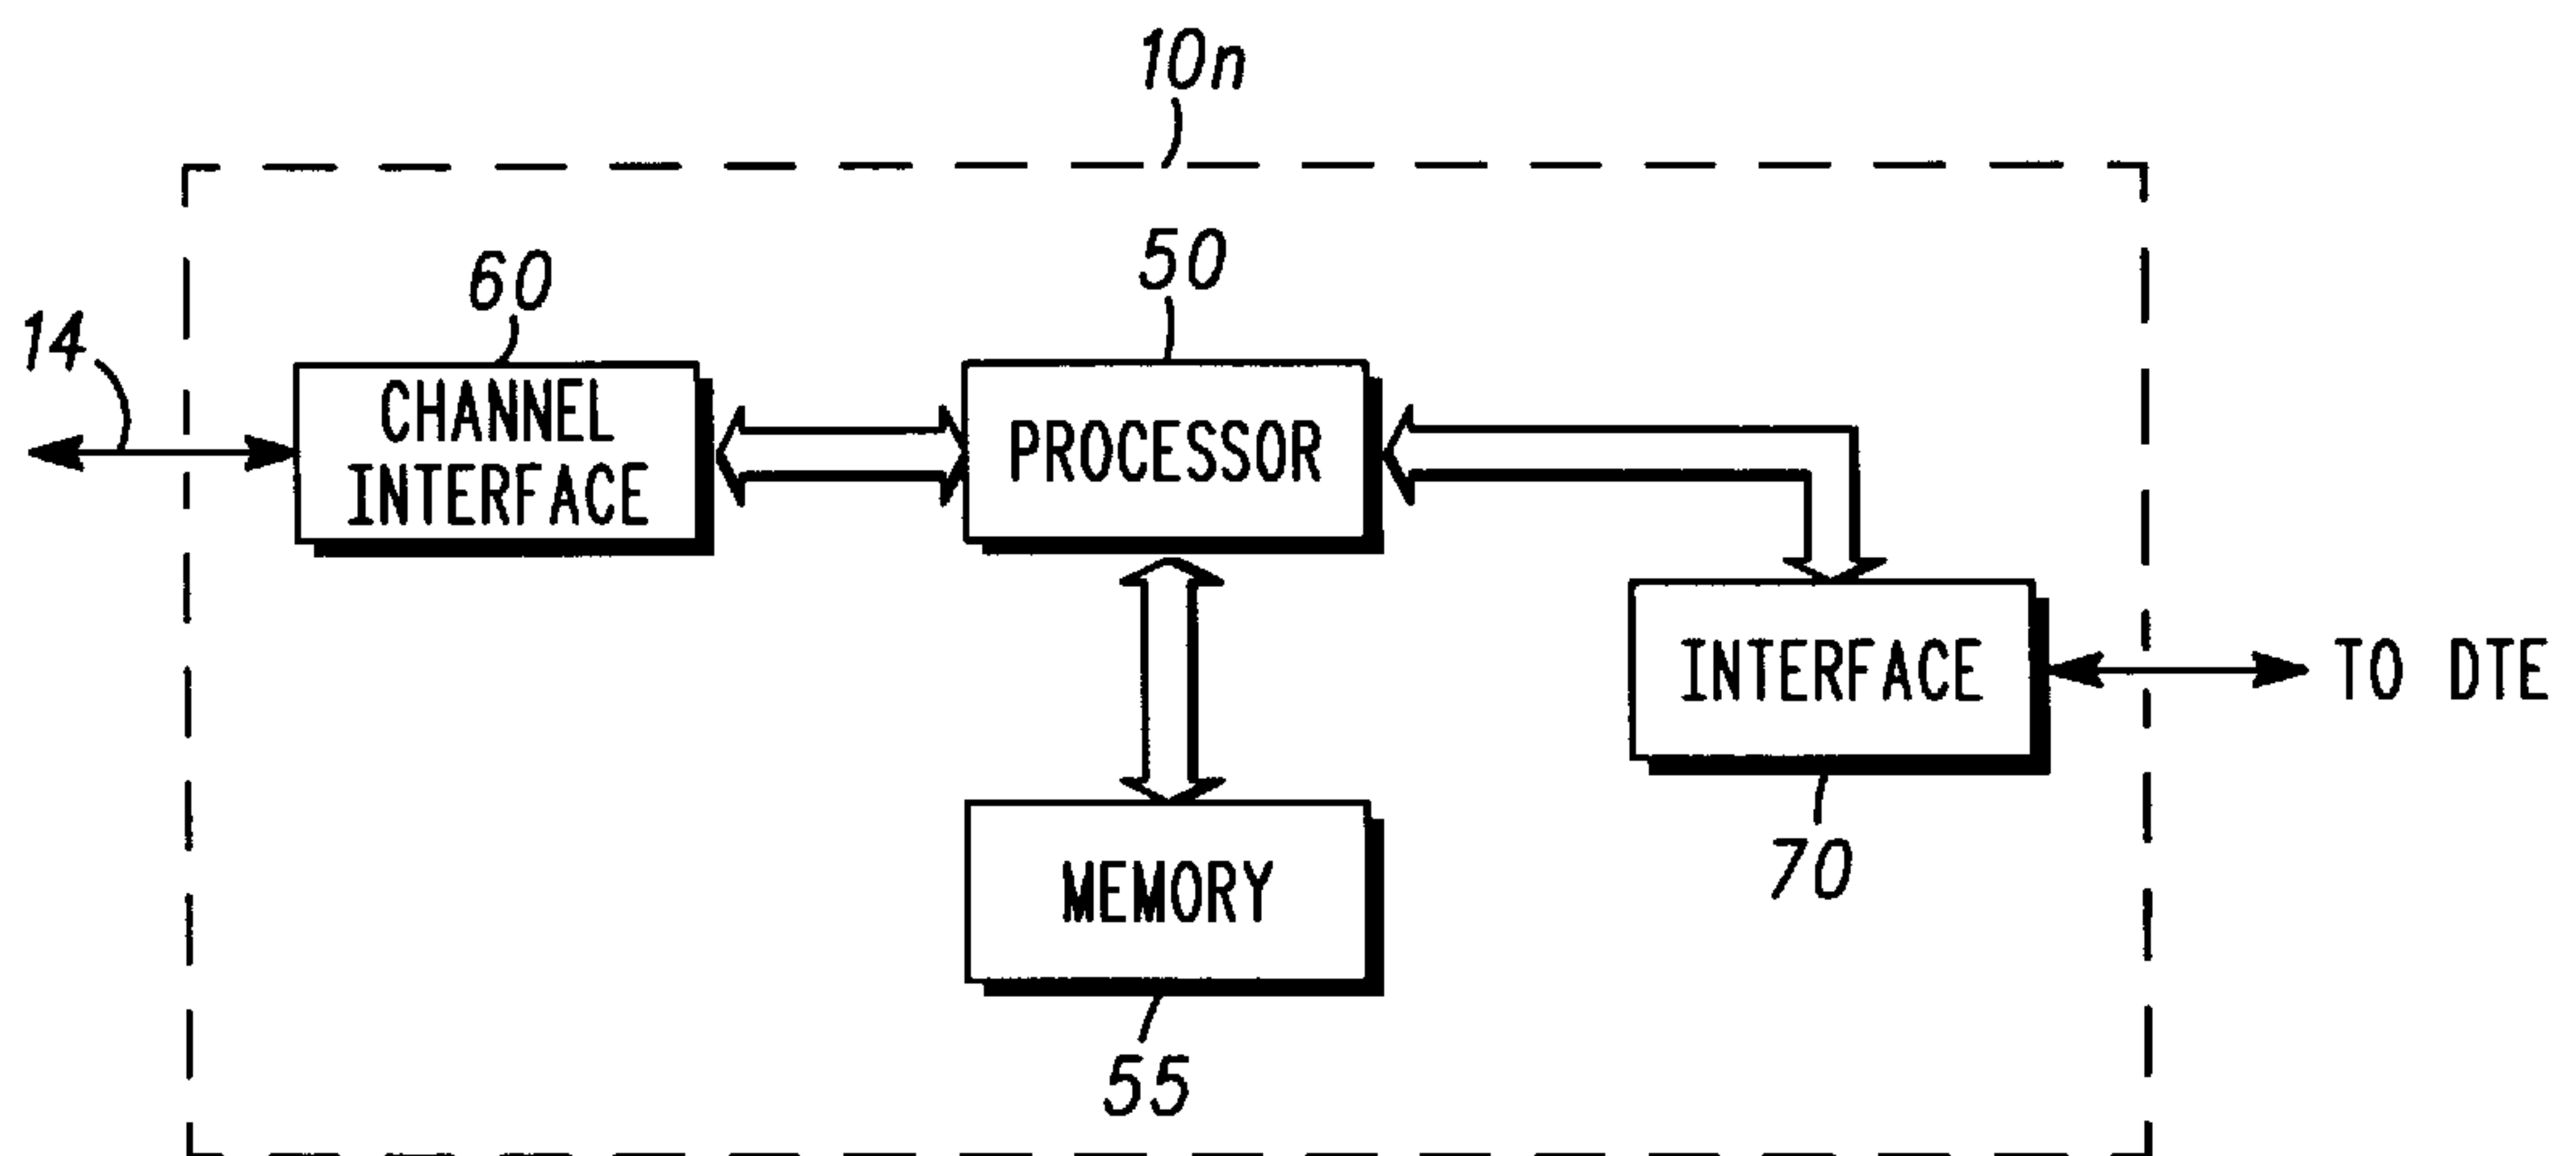 10n
60
50
14
CHANNEL
INTERFACE
PROCESSOR
INTERFACE
TO DTE
MEMORY
70
55